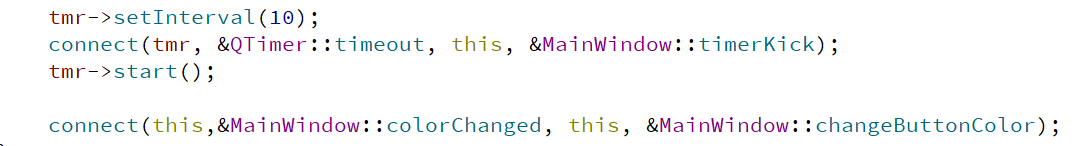 tmr->setInterval(10);
connect(tmr, &QTimer::timeout, this, &MainWindow::timerKick);
tmr->start();
connect(this,&MainWindow::colorChanged, this, &MainWindow::changeButtonColor);